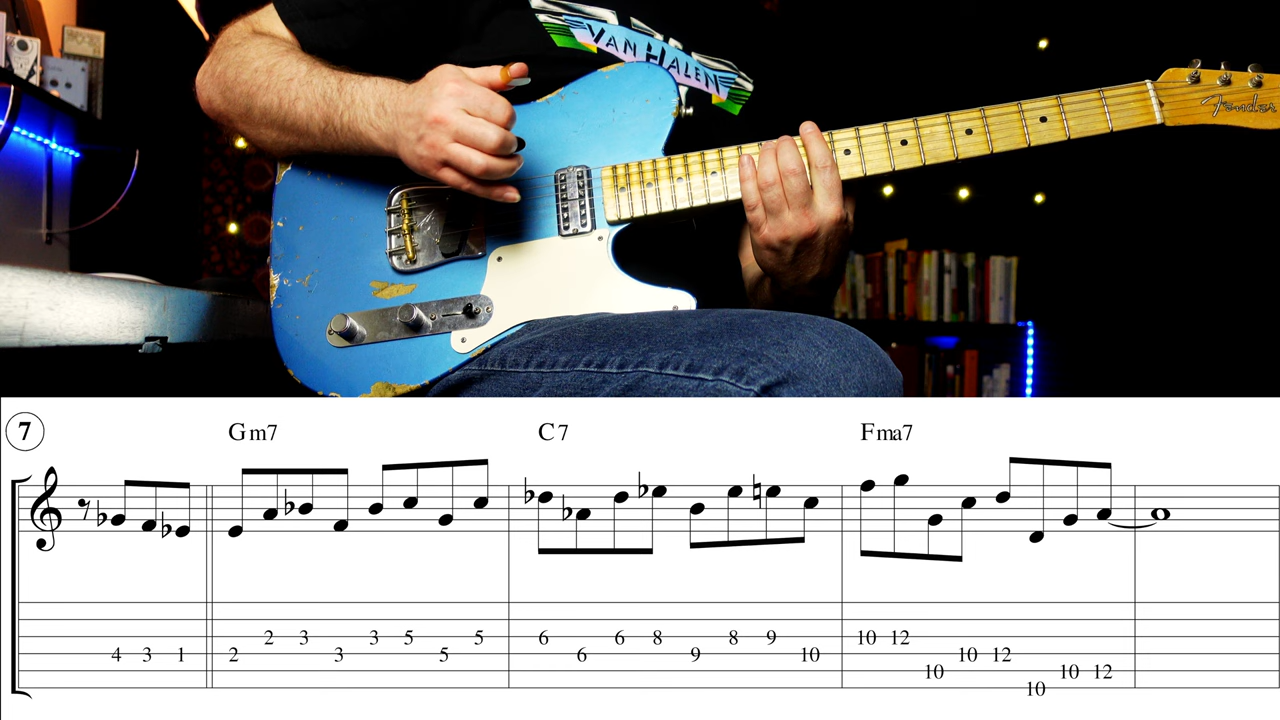 VAN HALEN
Fender
7
Gm7 C7 Fma7
2 3 3 5 5 6 6 8 8 9 10 12
4 3 1 2 3 5 6 9 10 10 12
10 10 12
10